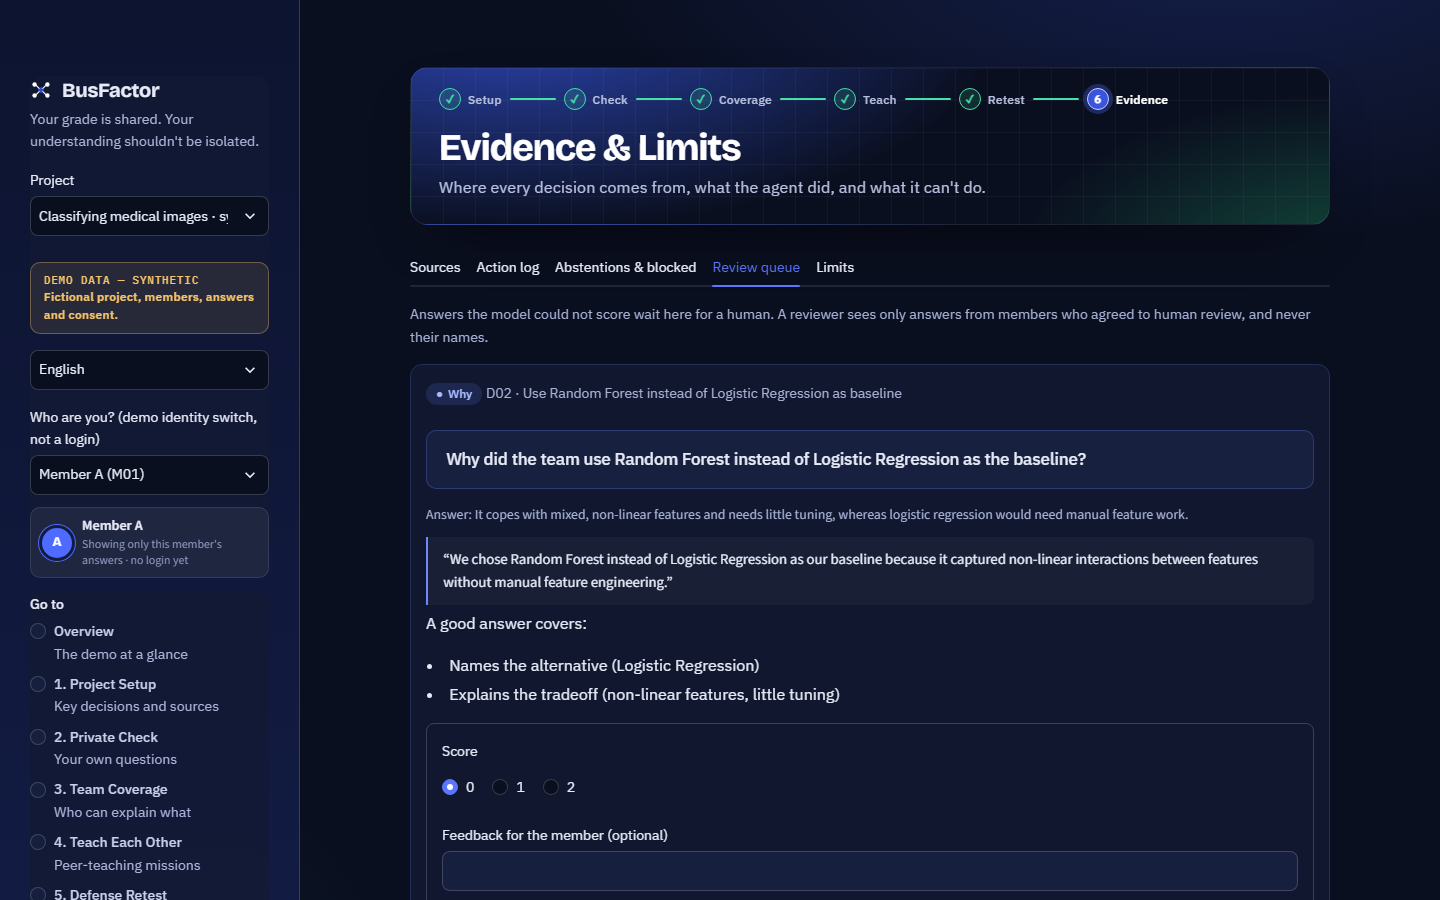 BusFactor
Your grade is shared. Your
understanding shouldn't be isolated.
Project
Classifying medical images · sy
DEMO DATA — SYNTHETIC
Fictional project, members, answers
and consent.
English
Who are you? (demo identity switch,
not a login)
Member A (M01)
A
Member A
Showing only this member's
answers · no login yet
Go to
Overview
The demo at a glance
1. Project Setup
Key decisions and sources
2. Private Check
Your own questions
3. Team Coverage
Who can explain what
4. Teach Each Other
Peer-teaching missions
5. Defense Retest
✓ Setup ✓ Check ✓ Coverage ✓ Teach ✓ Retest 6 Evidence
Evidence & Limits
Where every decision comes from, what the agent did, and what it can't do.
Sources Action log Abstentions & blocked Review queue Limits
Answers the model could not score wait here for a human. A reviewer sees only answers from members who agreed to human review, and never
their names.
Why D02 · Use Random Forest instead of Logistic Regression as baseline
Why did the team use Random Forest instead of Logistic Regression as the baseline?
Answer: It copes with mixed, non-linear features and needs little tuning, whereas logistic regression would need manual feature work.
“We chose Random Forest instead of Logistic Regression as our baseline because it captured non-linear interactions between features
without manual feature engineering.”
A good answer covers:
• Names the alternative (Logistic Regression)
• Explains the tradeoff (non-linear features, little tuning)
Score
0 1 2
Feedback for the member (optional)